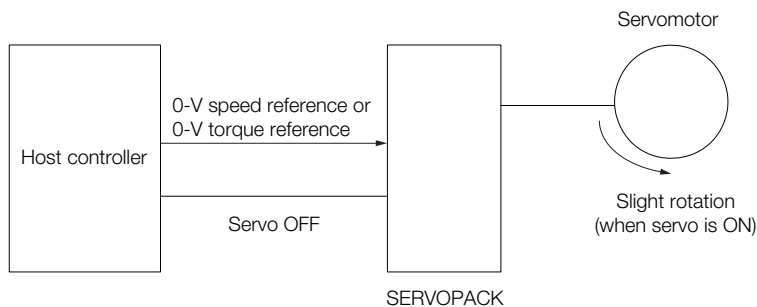 Servomotor
0-V speed reference or
0-V torque reference
Host controller
Servo OFF
Slight rotation
(when servo is ON)
SERVOPACK